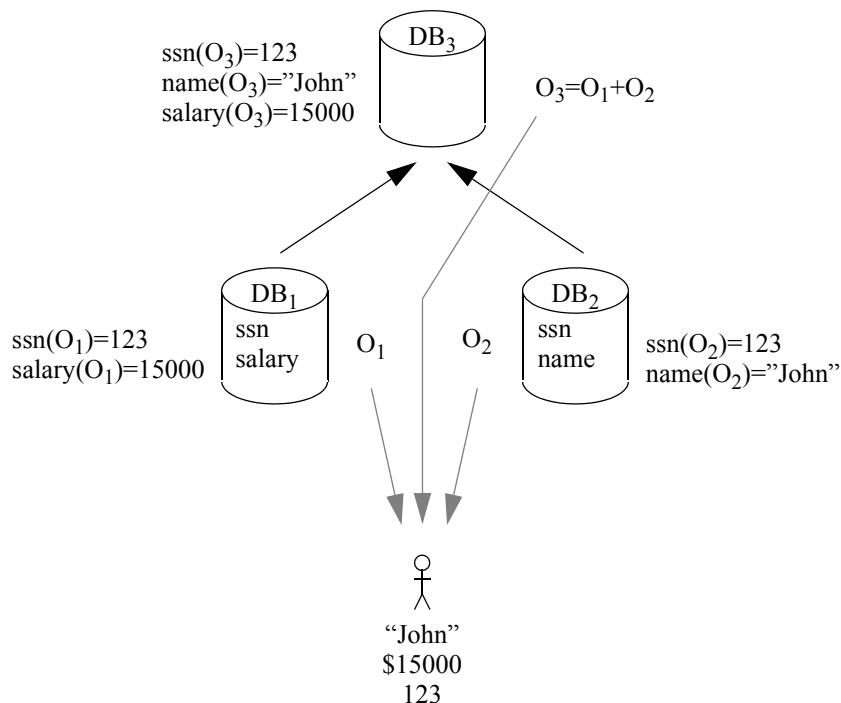 DB₃
ssn(O₃)=123
name(O₃)=”John”
salary(O₃)=15000
O₃=O₁+O₂
DB₁
ssn
salary
ssn(O₁)=123
salary(O₁)=15000
O₁
O₂
DB₂
ssn
name
ssn(O₂)=123
name(O₂)=”John”
“John”
$15000
123